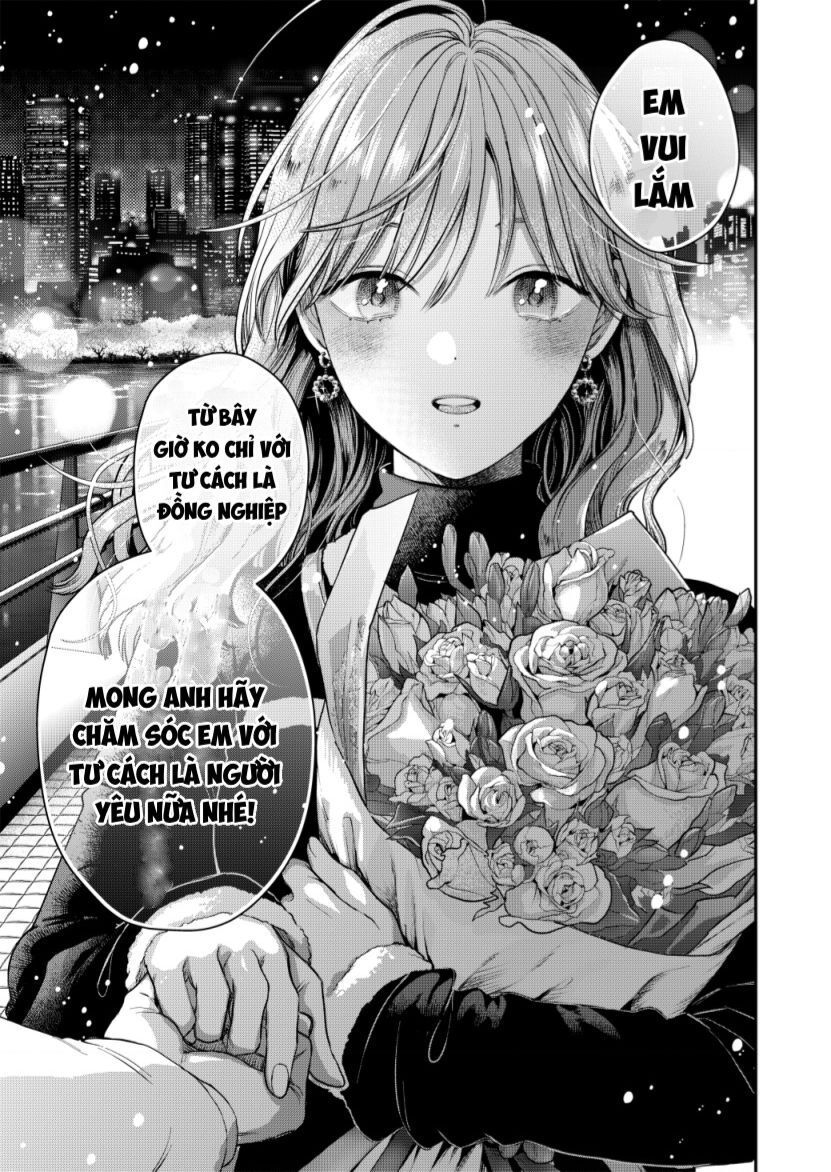 EM
VUI
LẮM
TỪ BÂY
GIỜ KO CHỈ VỚI
TƯ CÁCH LÀ
ĐỒNG NGHIỆP
MONG ANH HÃY
CHĂM SÓC EM VỚI
TƯ CÁCH LÀ NGƯỜI
YÊU NỮA NHÉ!